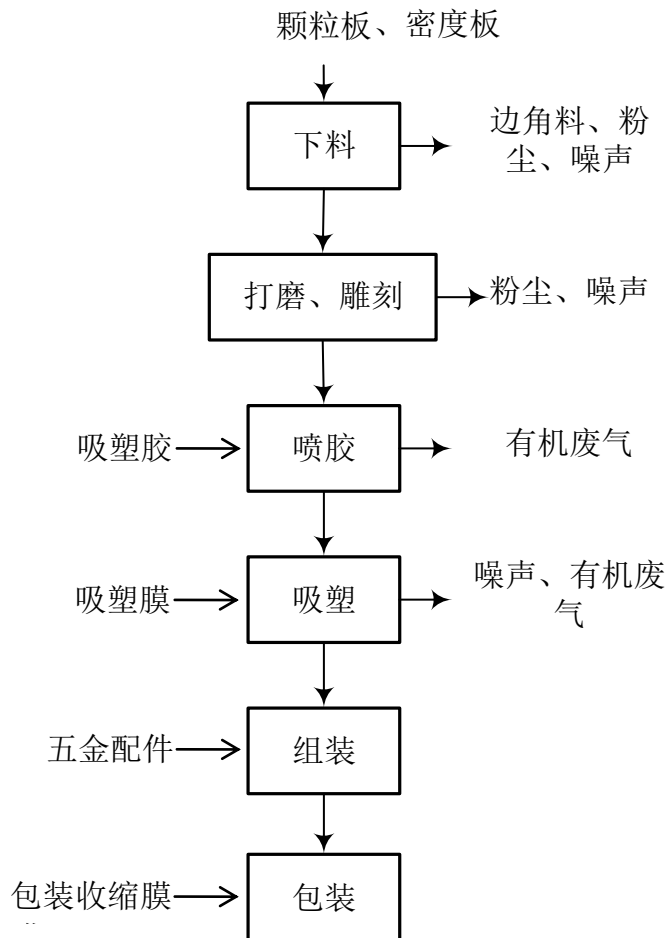 颗粒板、密度板
下料
边角料、粉
尘、噪声
打磨、雕刻
粉尘、噪声
吸塑胶
喷胶
有机废气
吸塑膜
吸塑
噪声、有机废
气
五金配件
组装
包装收缩膜
包装